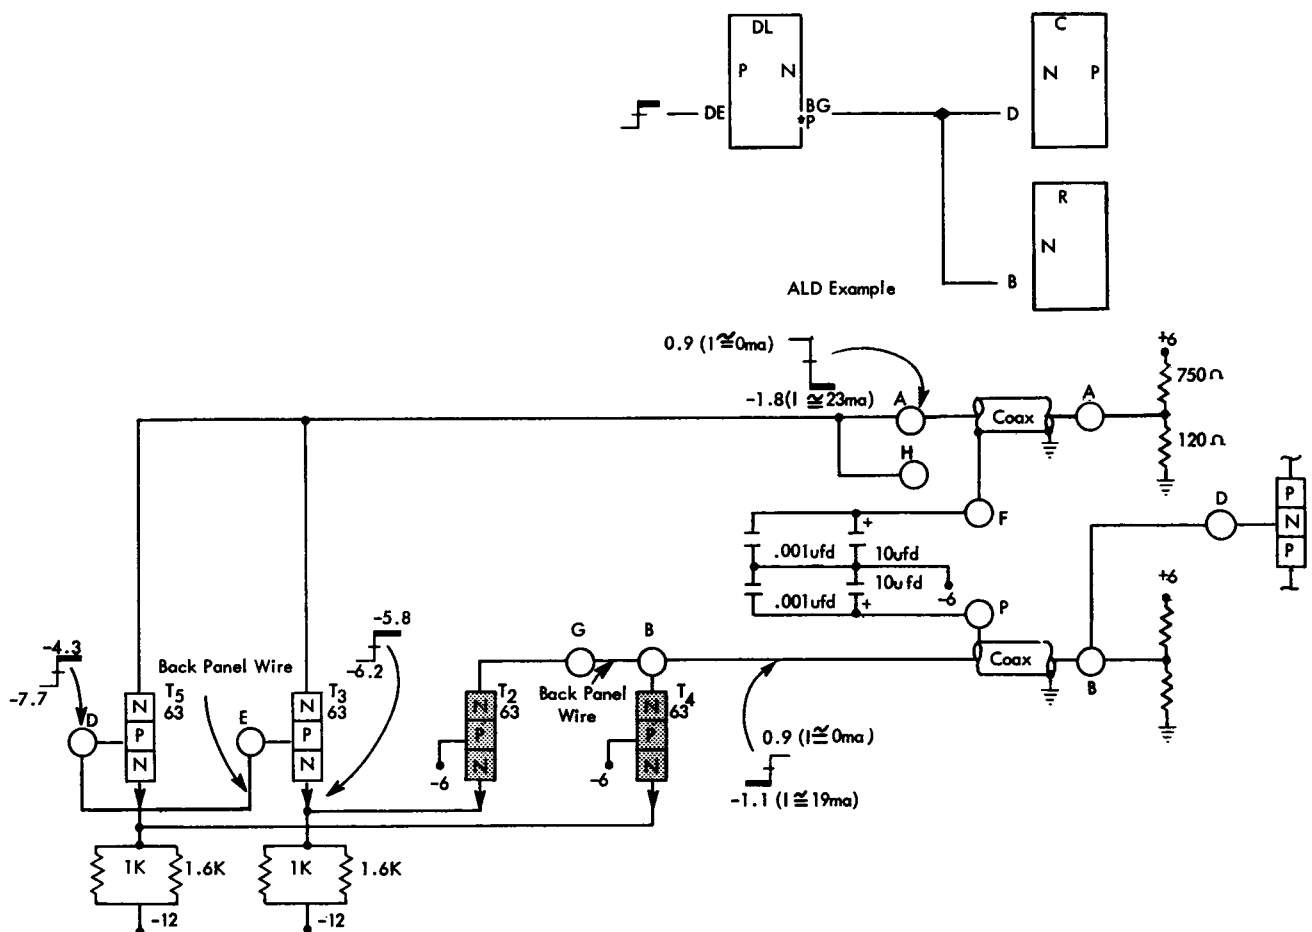 DL
P N
DE
BG
*P
C
N P
D
R
N
B
ALD Example
0.9 (I ≅ 0ma)
-1.8 (I ≅ 23ma)
A
Coax
A
+6
750Ω
120Ω
H
F
+
.001ufd
10ufd
10ufd
-6
.001ufd
+
P
D
P
N
P
+6
-4.3
-7.7
D
Back Panel Wire
-5.8
-6.2
T5
63
N
P
N
E
T3
63
N
P
N
G
B
Back Panel
Wire
T2
63
N
P
N
-6
T4
63
N
P
N
-6
Coax
B
0.9 (I ≅ 0ma)
-1.1 (I ≅ 19ma)
1K
1.6K
-12
1K
1.6K
-12